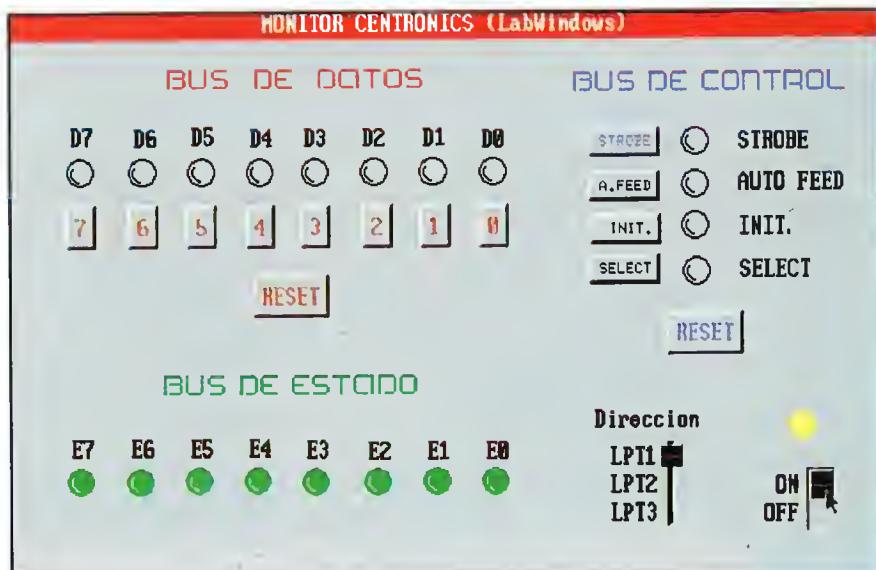 MONITOR CENTRONICS (LabWindows)
BUS DE DATOS
D7 D6 D5 D4 D3 D2 D1 D0
7 6 5 4 3 2 1 0
RESET
BUS DE CONTROL
STROBE STROBE
A.FEED AUTO FEED
INIT. INIT.
SELECT SELECT
RESET
BUS DE ESTADO
E7 E6 E5 E4 E3 E2 E1 E0
Direccion
LPT1
LPT2
LPT3
ON
OFF